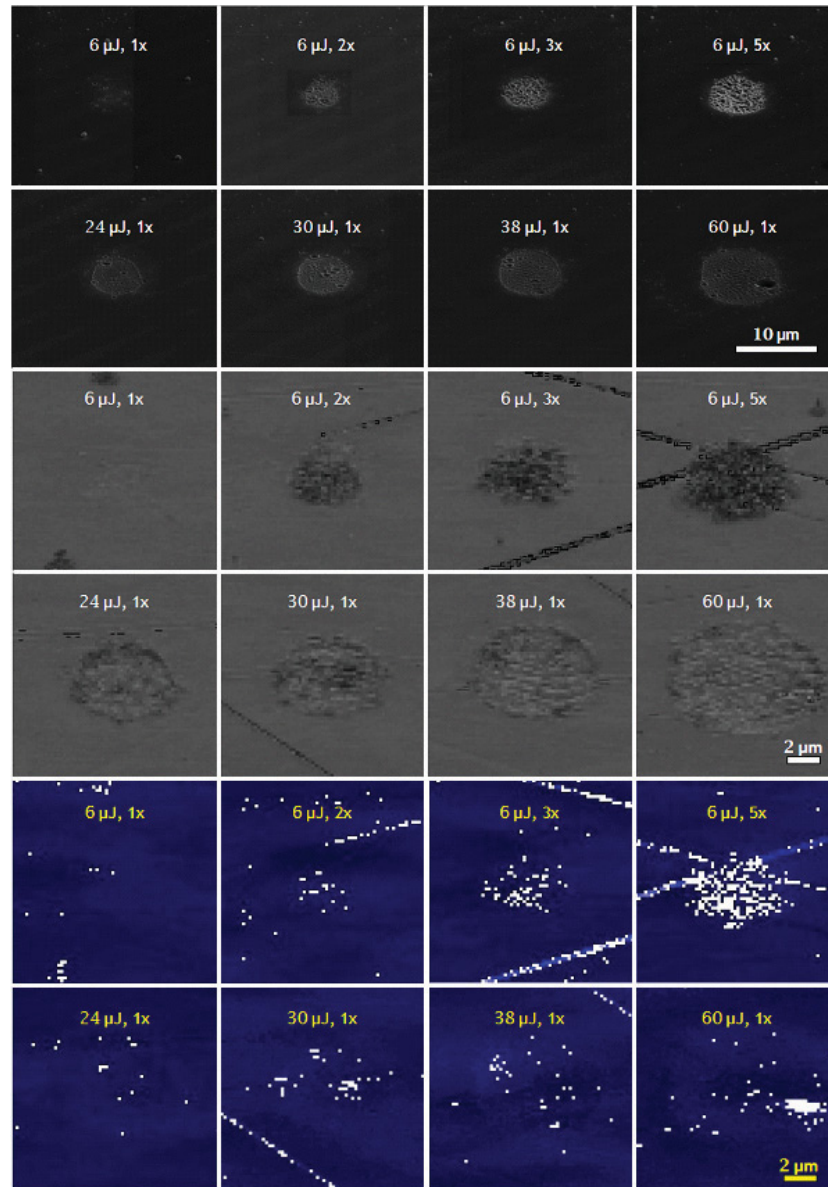 6 µJ, 1x
6 µJ, 2x
6 µJ, 3x
6 µJ, 5x
24 µJ, 1x
30 µJ, 1x
38 µJ, 1x
60 µJ, 1x
10 µm
6 µJ, 1x
6 µJ, 2x
6 µJ, 3x
6 µJ, 5x
24 µJ, 1x
30 µJ, 1x
38 µJ, 1x
60 µJ, 1x
2 µm
6 µJ, 1x
6 µJ, 2x
6 µJ, 3x
6 µJ, 5x
24 µJ, 1x
30 µJ, 1x
38 µJ, 1x
60 µJ, 1x
2 µm